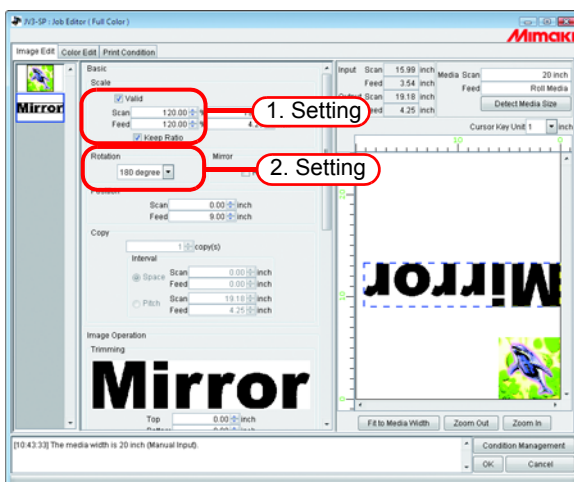 JV3-SP : Job Editor ( Full Color )
Mimaki
Image Edit Color Edit Print Condition
Mirror
Basic
Scale
Valid
Scan 120.00 %
Feed 120.00 % 4.2
Keep Ratio
1. Setting
Rotation Mirror
180 degree
2. Setting
Position
Scan 0.00 inch
Feed 9.00 inch
Copy
1 copy(s)
Interval
Space Scan 0.00 inch
Feed 0.00 inch
Pitch Scan 19.18 inch
Feed 4.25 inch
Image Operation
Trimming
Mirror
Top 0.00 inch
Input Scan 15.99 inch
Feed 3.54 inch
Output Scan 19.18 inch
Feed 4.25 inch
Media Scan 20 inch
Feed Roll Media
Detect Media Size
Cursor Key Unit 1 inch
10 0
Mirror
Fit to Media Width Zoom Out Zoom In
[10:43:33] The media width is 20 inch (Manual Input).
Condition Management
OK Cancel